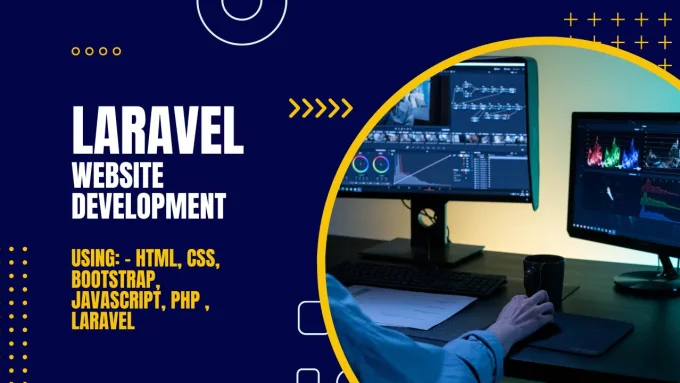 LARAVEL
WEBSITE
DEVELOPMENT
USING: - HTML, CSS,
BOOTSTRAP,
JAVASCRIPT, PHP ,
LARAVEL